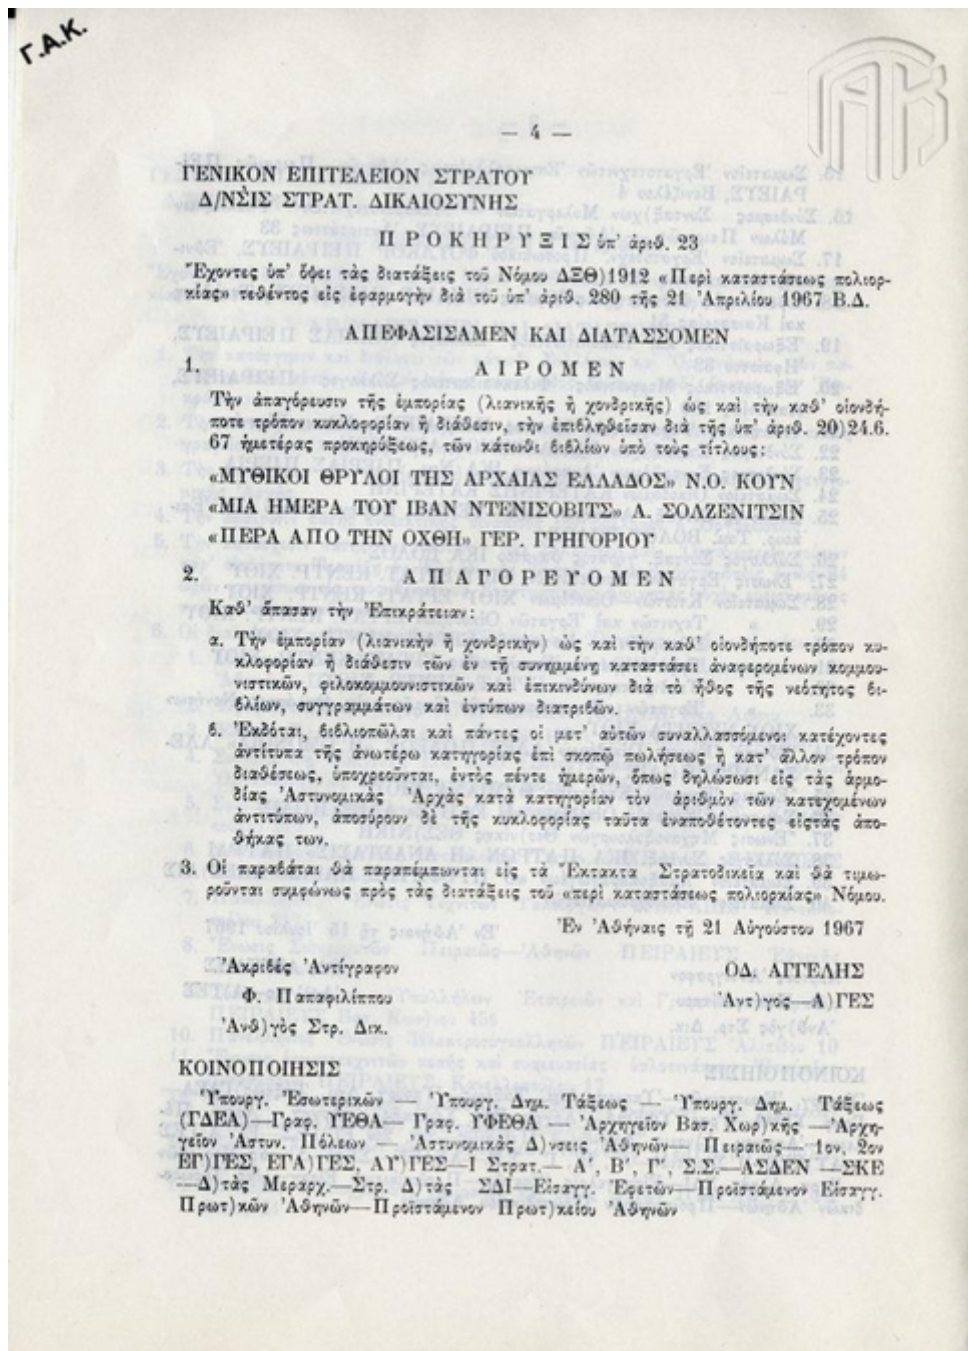 Γ.Α.Κ.
ΓΑΚ
— 4 —
ΓΕΝΙΚΟΝ ΕΠΙΤΕΛΕΙΟΝ ΣΤΡΑΤΟΥ
Δ/ΝΣΙΣ ΣΤΡΑΤ. ΔΙΚΑΙΟΣΥΝΗΣ
ΠΡΟΚΗΡΥΞΙΣ ὑπ' ἀριθ. 23
Ἔχοντες ὑπ' ὄψει τὰς διατάξεις τοῦ Νόμου ΔΞΘ)1912 «Περὶ καταστάσεως πολιορ-
κίας» τεθέντος εἰς ἐφαρμογὴν διὰ τοῦ ὑπ' ἀριθ. 280 τῆς 21 Ἀπριλίου 1967 Β.Δ.
ΑΠΕΦΑΣΙΣΑΜΕΝ ΚΑΙ ΔΙΑΤΑΣΣΟΜΕΝ
1. ΑΙΡΟΜΕΝ
Τὴν ἀπαγόρευσιν τῆς ἐμπορίας (λιανικῆς ἢ χονδρικῆς) ὡς καὶ τὴν καθ' οἱονδή-
ποτε τρόπον κυκλοφορίαν ἢ διάθεσιν, τὴν ἐπιβληθεῖσαν διὰ τῆς ὑπ' ἀριθ. 20)24.6.
67 ἡμετέρας προκηρύξεως, τῶν κάτωθι βιβλίων ὑπὸ τοὺς τίτλους:
«ΜΥΘΙΚΟΙ ΘΡΥΛΟΙ ΤΗΣ ΑΡΧΑΙΑΣ ΕΛΛΑΔΟΣ» Ν.Ο. ΚΟΥΝ
«ΜΙΑ ΗΜΕΡΑ ΤΟΥ ΙΒΑΝ ΝΤΕΝΙΣΟΒΙΤΣ» Α. ΣΟΛΖΕΝΙΤΣΙΝ
«ΠΕΡΑ ΑΠΟ ΤΗΝ ΟΧΘΗ» ΓΕΡ. ΓΡΗΓΟΡΙΟΥ
2. ΑΠΑΓΟΡΕΥΟΜΕΝ
Καθ' ἅπασαν τὴν Ἐπικράτειαν:
α. Τὴν ἐμπορίαν (λιανικὴν ἢ χονδρικὴν) ὡς καὶ τὴν καθ' οἱονδήποτε τρόπον κυ-
κλοφορίαν ἢ διάθεσιν τῶν ἐν τῇ συνημμένῃ καταστάσει ἀναφερομένων κομμου-
νιστικῶν, φιλοκομμουνιστικῶν καὶ ἐπικινδύνων διὰ τὸ ἦθος τῆς νεότητος βι-
βλίων, συγγραμμάτων καὶ ἐντύπων διατριβῶν.
β. Ἐκδόται, βιβλιοπῶλαι καὶ πάντες οἱ μετ' αὐτῶν συναλλασσόμενοι κατέχοντες
ἀντίτυπα τῆς ἀνωτέρω κατηγορίας ἐπὶ σκοπῷ πωλήσεως ἢ κατ' ἄλλον τρόπον
διαθέσεως, ὑποχρεοῦνται, ἐντὸς πέντε ἡμερῶν, ὅπως δηλώσωσι εἰς τὰς ἁρμο-
δίας Ἀστυνομικὰς Ἀρχὰς κατὰ κατηγορίαν τὸν ἀριθμὸν τῶν κατεχομένων
ἀντιτύπων, ἀποσύρουν δὲ τῆς κυκλοφορίας ταῦτα ἐναποθέτοντες εἰςτὰς ἀπο-
θήκας των.
3. Οἱ παραβάται θὰ παραπέμπωνται εἰς τὰ Ἔκτακτα Στρατοδικεῖα καὶ θὰ τιμω-
ροῦνται συμφώνως πρὸς τὰς διατάξεις τοῦ «περὶ καταστάσεως πολιορκίας» Νόμου.
Ἐν Ἀθήναις τῇ 21 Αὐγούστου 1967
Ἀκριβὲς Ἀντίγραφον ΟΔ. ΑΓΓΕΛΗΣ
Φ. Παπαφιλίππου Ἀντ)γος—Α)ΓΕΣ
Ἀνθ)γὸς Στρ. Δικ.
ΚΟΙΝΟΠΟΙΗΣΙΣ
Ὑπουργ. Ἐσωτερικῶν — Ὑπουργ. Δημ. Τάξεως — Ὑπουργ. Δημ. Τάξεως
(ΓΔΕΑ)—Γραφ. ΥΕΘΑ— Γραφ. ΥΦΕΘΑ — Ἀρχηγεῖον Βασ. Χωρ)κῆς —Ἀρχη-
γεῖον Ἀστυν. Πόλεων — Ἀστυνομικὰς Δ)νσεις Ἀθηνῶν— Πειραιῶς— 1ον, 2ον
ΕΓ)ΓΕΣ, ΕΓΑ)ΓΕΣ, ΑΥ)ΓΕΣ—Ι Στρατ.— Α', Β', Γ', Σ.Σ.—ΑΣΔΕΝ —ΣΚΕ
—Δ)τὰς Μεραρχ.—Στρ. Δ)τὰς ΣΔΙ—Εἰσαγγ. Ἐφετῶν—Προϊστάμενον Εἰσαγγ.
Πρωτ)κῶν Ἀθηνῶν—Προϊστάμενον Πρωτ)κείου Ἀθηνῶν